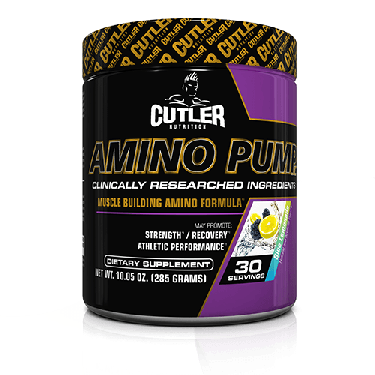 CUTLER
NUTRITION
AMINO PUMP
CLINICALLY RESEARCHED INGREDIENTS
MUSCLE BUILDING AMINO FORMULA*
MAY PROMOTE:
STRENGTH* / RECOVERY*
ATHLETIC PERFORMANCE*
DIETARY SUPPLEMENT
NET WT. 10.05 OZ. (285 GRAMS)
30
SERVINGS